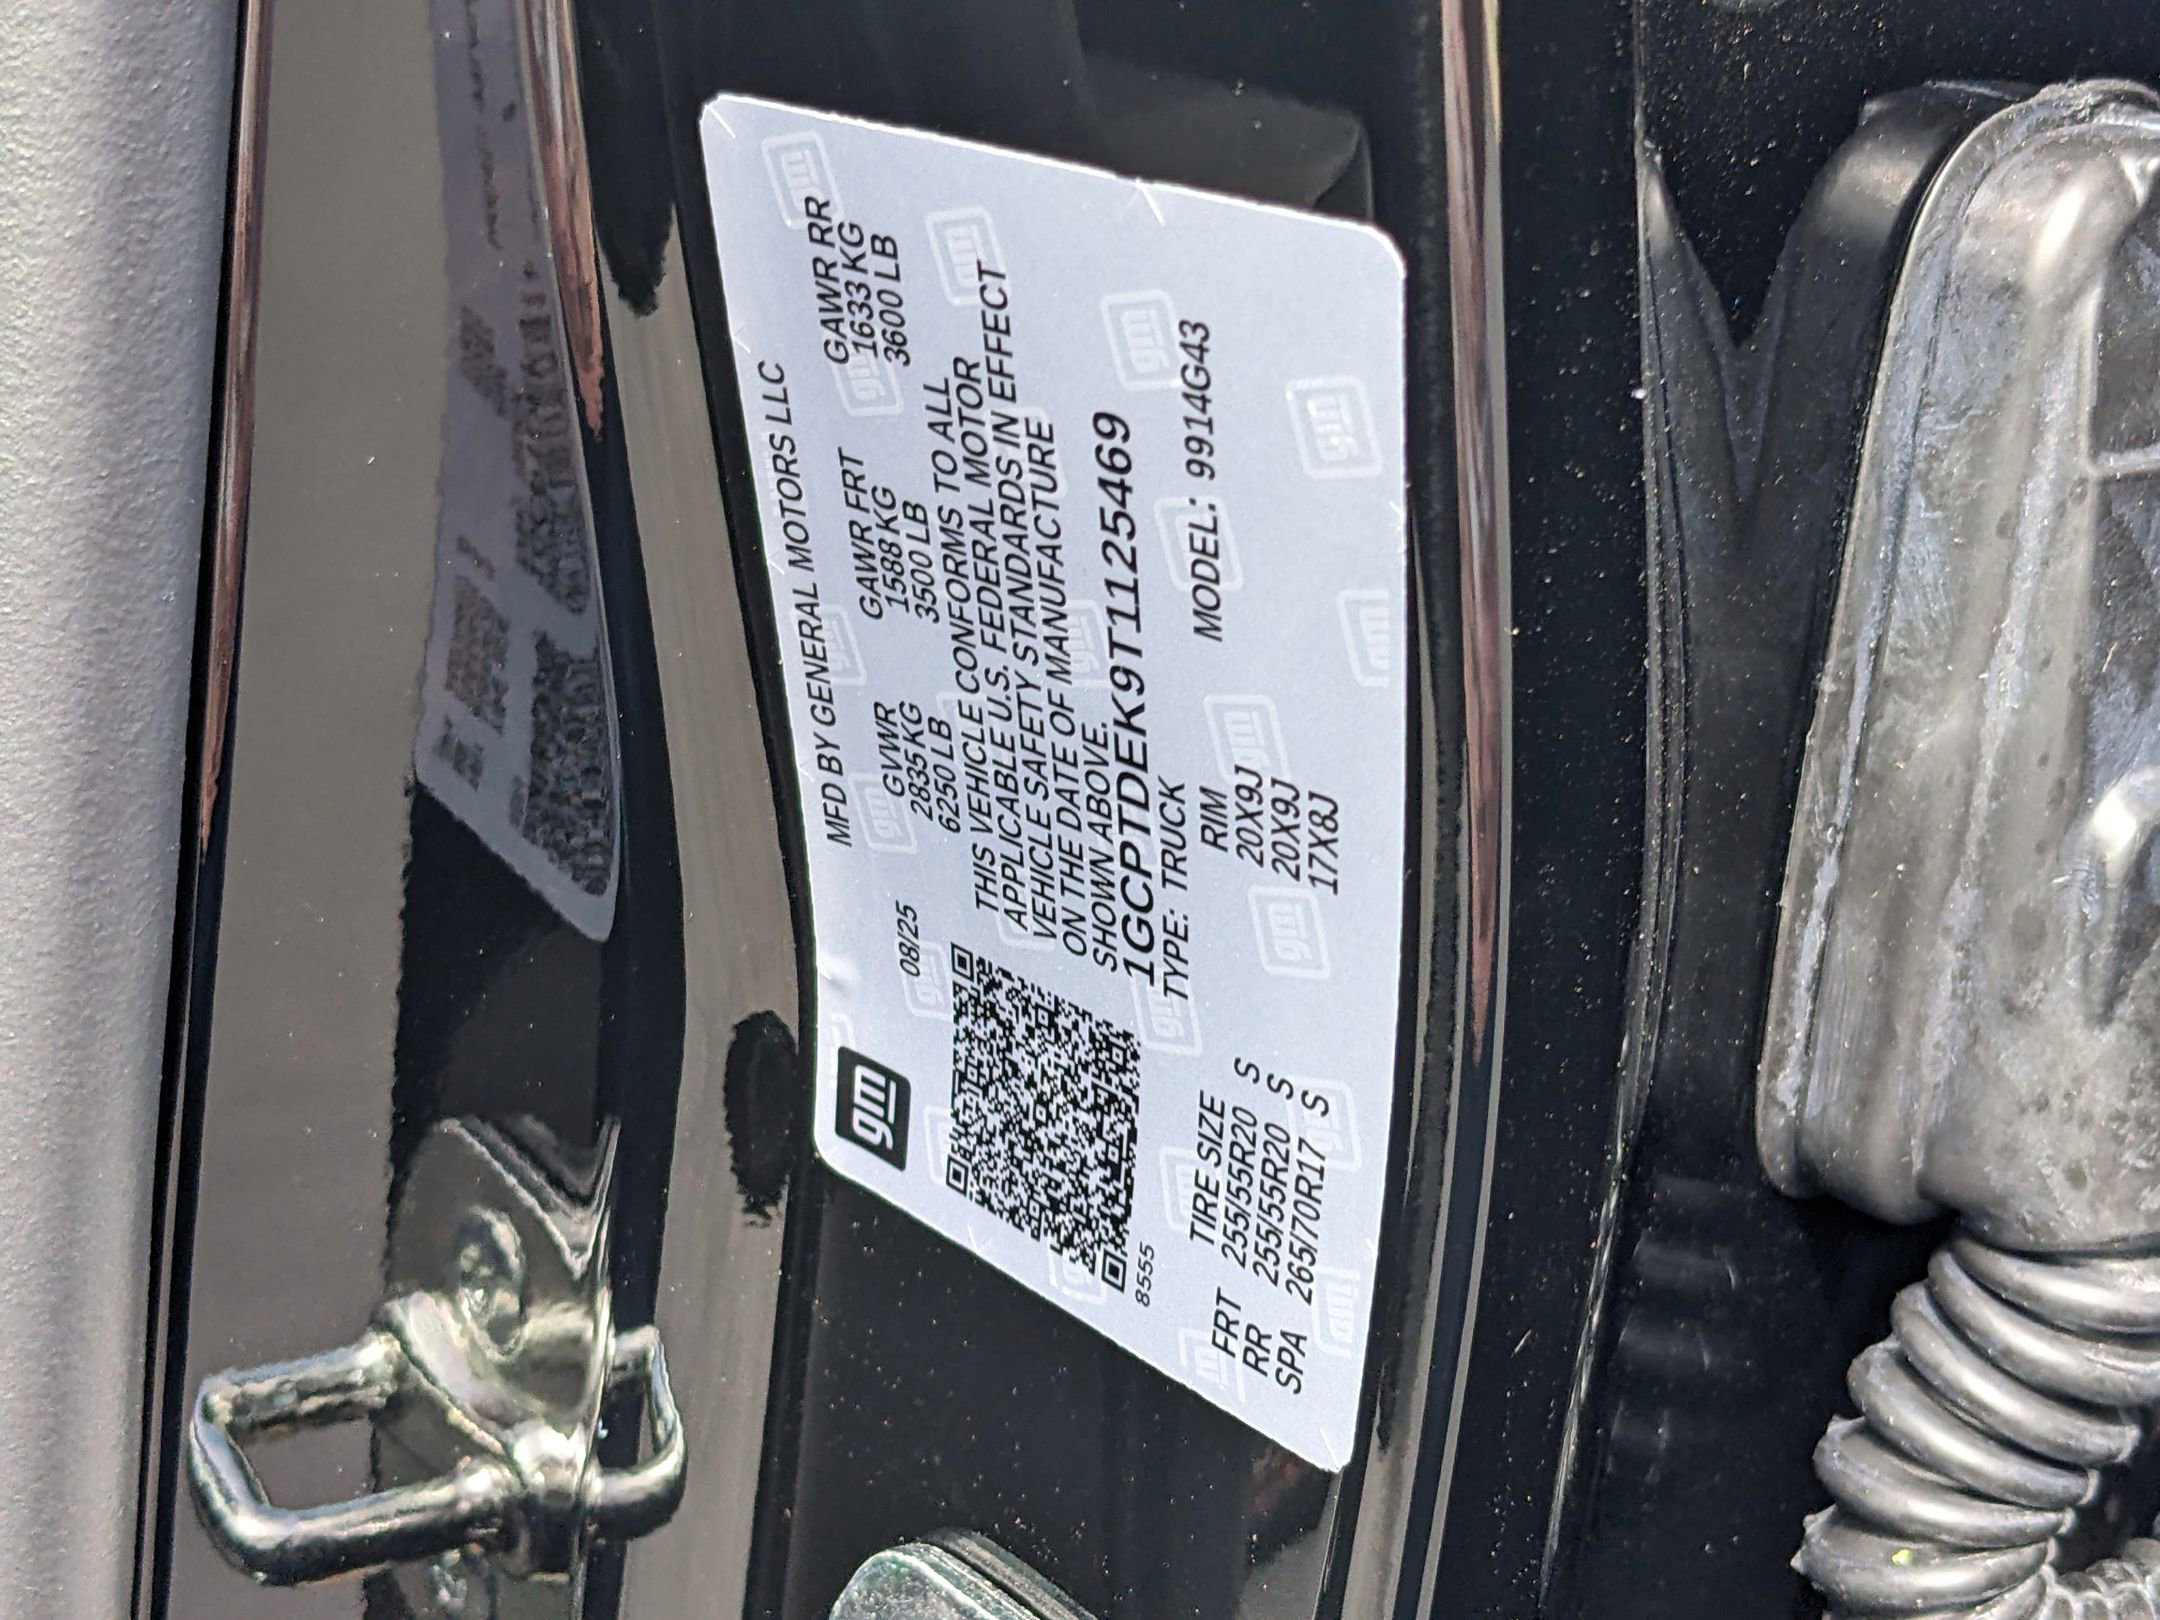 gm
MFD BY GENERAL MOTORS LLC
08/25
GVWR GAWR FRT GAWR RR
2835 KG 1588 KG 1633 KG
6250 LB 3500 LB 3600 LB
THIS VEHICLE CONFORMS TO ALL
APPLICABLE U.S. FEDERAL MOTOR
VEHICLE SAFETY STANDARDS IN EFFECT
ON THE DATE OF MANUFACTURE
SHOWN ABOVE.
1GCPTDEK9T1125469
8555
TYPE: TRUCK MODEL: 9914G43
TIRE SIZE RIM
FRT 255/55R20 S 20X9J
RR 255/55R20 S 20X9J
SPA 265/70R17 S 17X8J